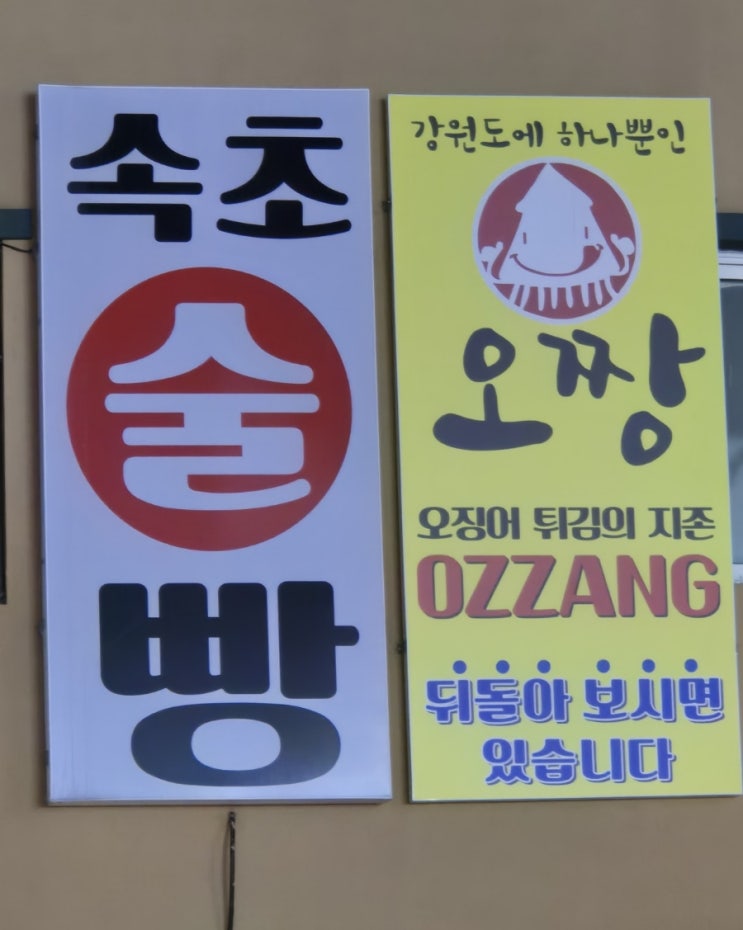 속초
술
빵
강원도에 하나뿐인
오짱
오징어 튀김의 지존
OZZANG
뒤돌아 보시면
있습니다